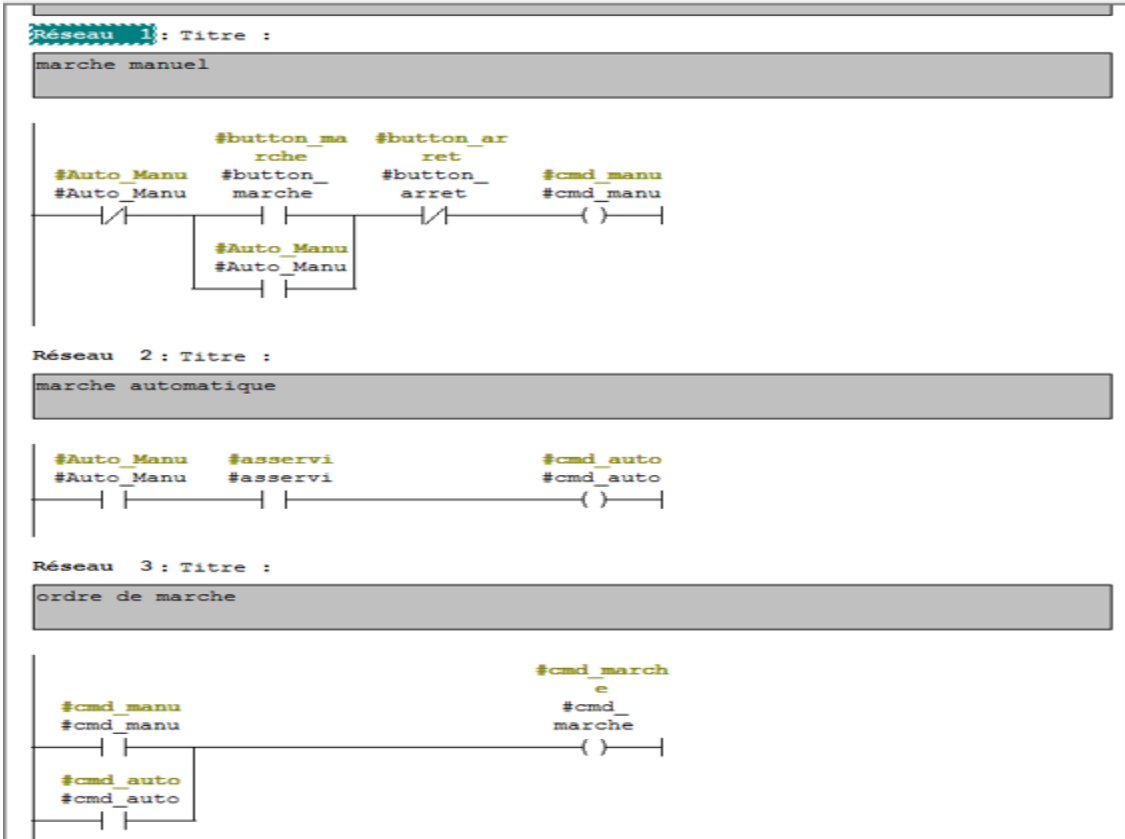 Réseau 1: Titre :
marche manuel
#button_ma #button_ar
rche ret
#Auto_Manu #button_ #button_ #cmd_manu
#Auto_Manu marche arret #cmd_manu
#Auto_Manu
#Auto_Manu
Réseau 2: Titre :
marche automatique
#Auto_Manu #asservi #cmd_auto
#Auto_Manu #asservi #cmd_auto
Réseau 3: Titre :
ordre de marche
#cmd_march
e
#cmd_manu #cmd_
#cmd_manu marche
#cmd_auto
#cmd_auto